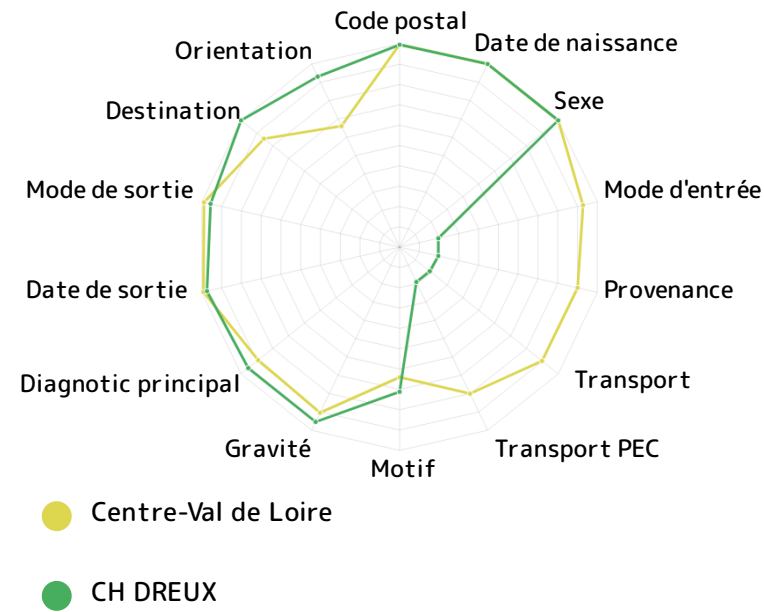 Code postal
Date de naissance
Sexe
Mode d'entrée
Provenance
Transport
Transport PEC
Motif
Gravité
Diagnotic principal
Date de sortie
Mode de sortie
Destination
Orientation
Centre-Val de Loire
CH DREUX